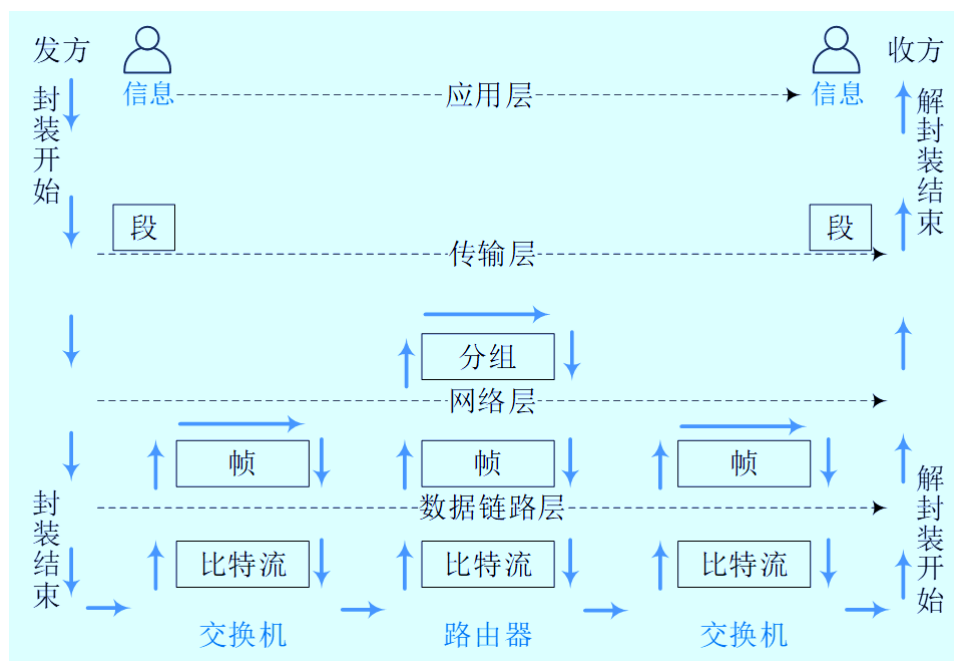 发方
收方
信息
应用层
信息
封装开始
解封装结束
段
段
传输层
分组
网络层
帧
帧
帧
数据链路层
封装结束
解封装开始
比特流
比特流
比特流
交换机
路由器
交换机